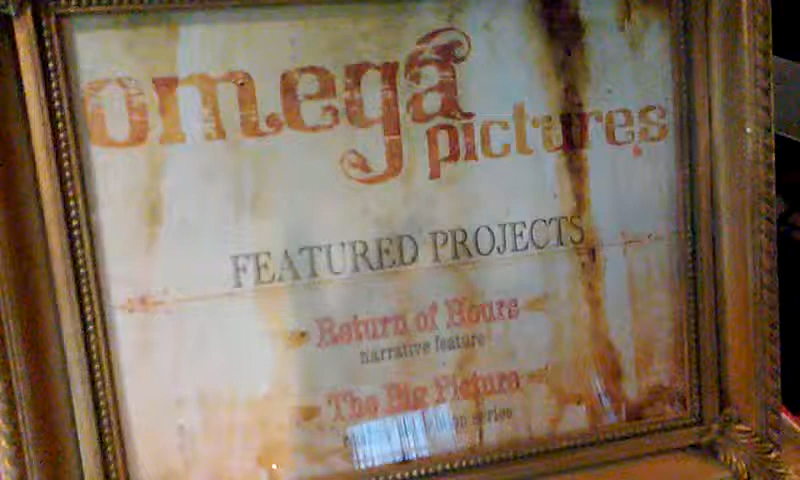 omega
pictures
FEATURED PROJECTS
Return of Hours
narrative feature
The Big Picture
series